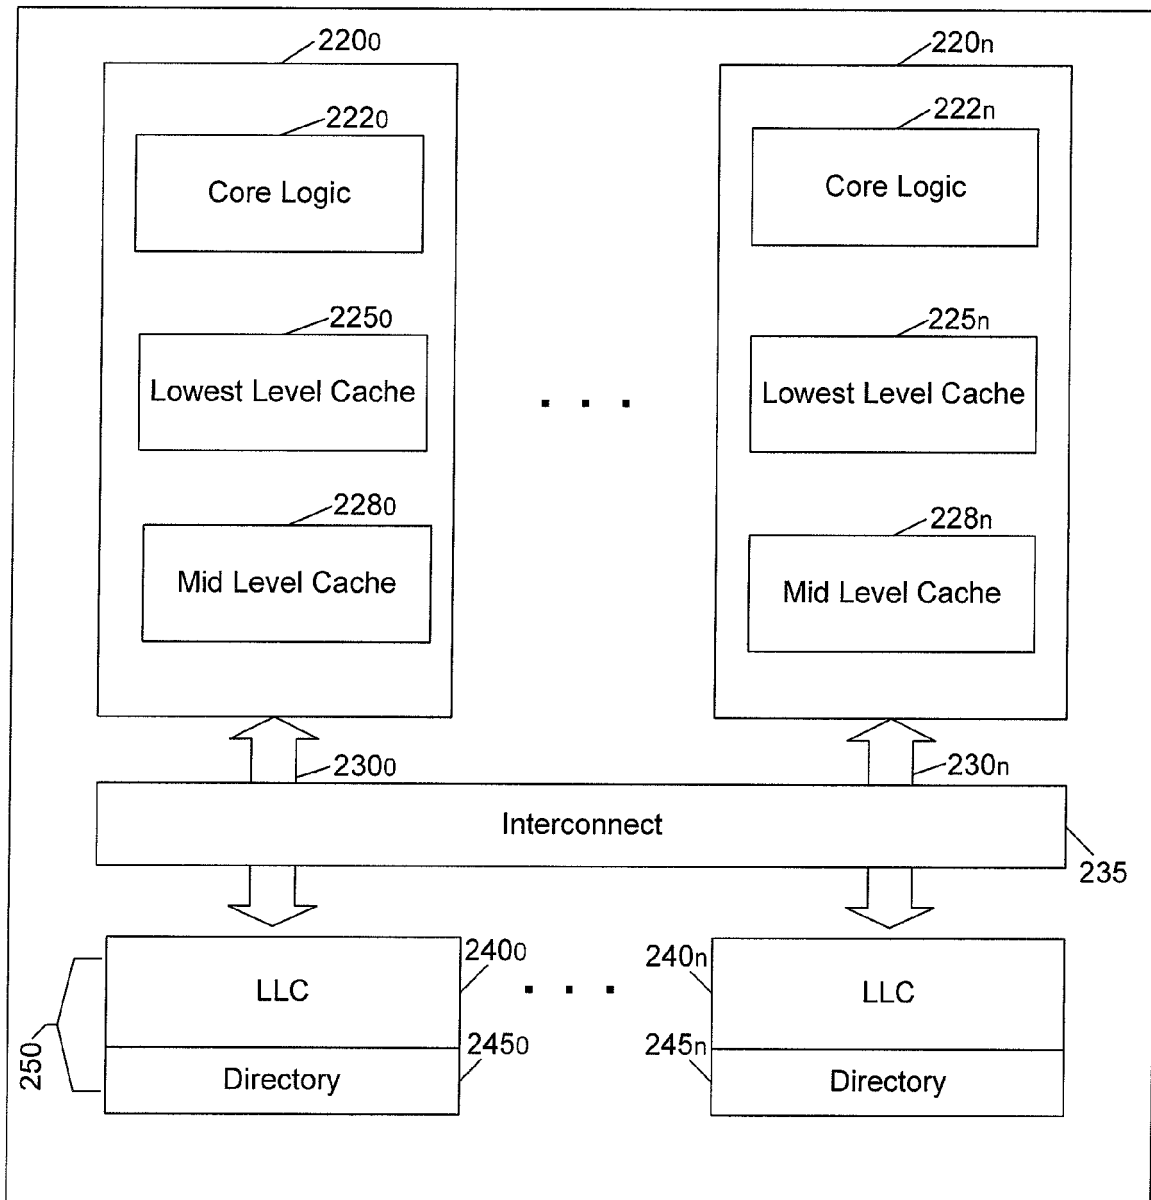 220₀
220ₙ
222₀
222ₙ
Core Logic
Core Logic
225₀
225ₙ
Lowest Level Cache
Lowest Level Cache
228₀
228ₙ
Mid Level Cache
Mid Level Cache
230₀
230ₙ
Interconnect
235
240₀
240ₙ
LLC
LLC
250
245₀
245ₙ
Directory
Directory